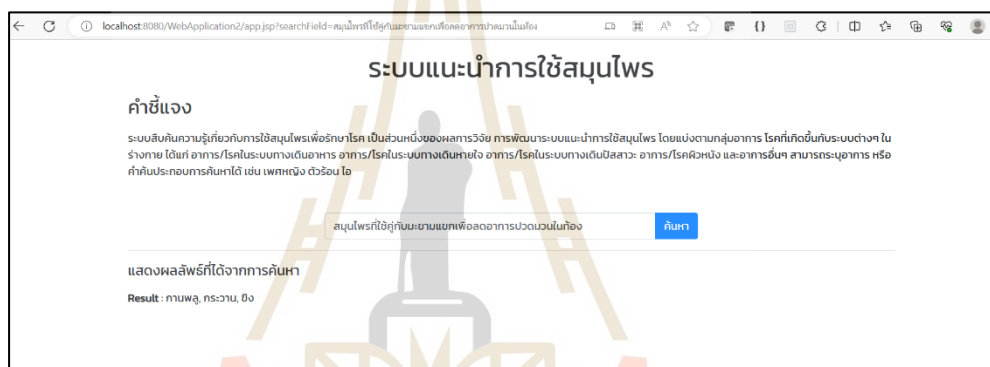 localhost:8080/WebApplication2/app.jsp?searchField=สมุนไพรที่ใช้คู่กับมะขามแขกเพื่อลดอาการปวดมวนในท้อง
ระบบแนะนำการใช้สมุนไพร
คำชี้แจง
ระบบสืบค้นความรู้เกี่ยวกับการใช้สมุนไพรเพื่อรักษาโรค เป็นส่วนหนึ่งของผลการวิจัย การพัฒนาระบบแนะนำการใช้สมุนไพร โดยแบ่งตามกลุ่มอาการ โรคที่เกิดขึ้นกับระบบต่างๆ ใน
ร่างกาย ได้แก่ อาการ/โรคในระบบทางเดินอาหาร อาการ/โรคในระบบทางเดินหายใจ อาการ/โรคในระบบทางเดินปัสสาวะ อาการ/โรคผิวหนัง และอาการอื่นๆ สามารถระบุอาการ หรือ
คำค้นประกอบการค้นหาได้ เช่น เพศหญิง ตัวร้อน ไอ
สมุนไพรที่ใช้คู่กับมะขามแขกเพื่อลดอาการปวดมวนในท้อง
ค้นหา
แสดงผลลัพธ์ที่ได้จากการค้นหา
Result : กานพลู, กระวาน, ขิง